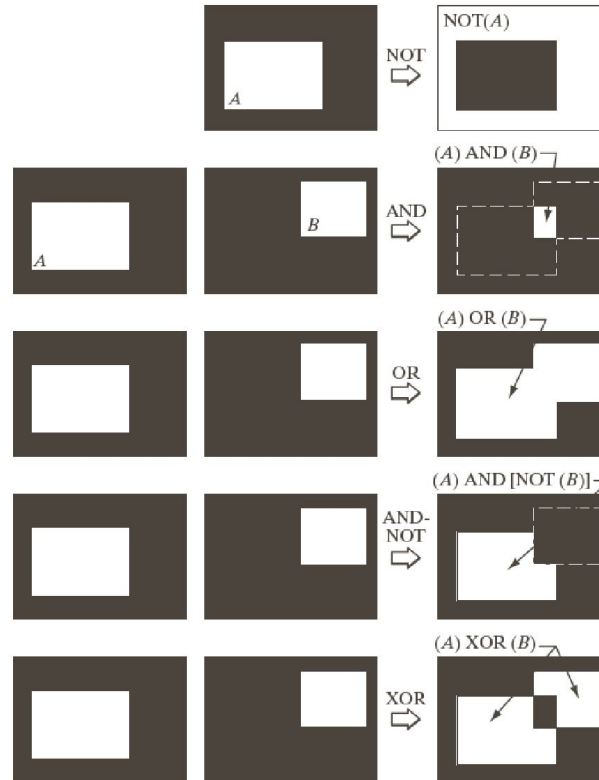 NOT(A)
NOT
A
(A) AND (B)
AND
B
A
(A) OR (B)
OR
(A) AND [NOT (B)]
AND-
NOT
(A) XOR (B)
XOR